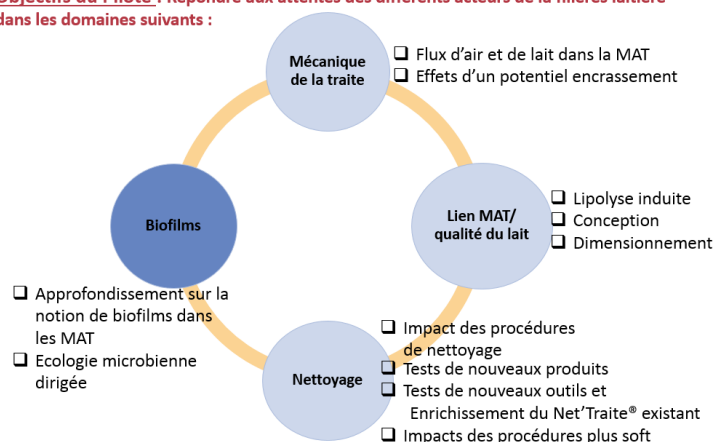 Objectifs du Pilote : Répondre aux attentes des différents acteurs de la filières laitière
dans les domaines suivants :
Mécanique
de la traite
❑ Flux d'air et de lait dans la MAT
❑ Effets d'un potentiel encrassement
Lien MAT/
qualité du lait
❑ Lipolyse induite
❑ Conception
❑ Dimensionnement
Biofilms
❑ Approfondissement sur la
notion de biofilms dans
les MAT
❑ Ecologie microbienne
dirigée
Nettoyage
❑ Impact des procédures
de nettoyage
❑ Tests de nouveaux produits
❑ Tests de nouveaux outils et
Enrichissement du Net'Traite® existant
❑ Impacts des procédures plus soft